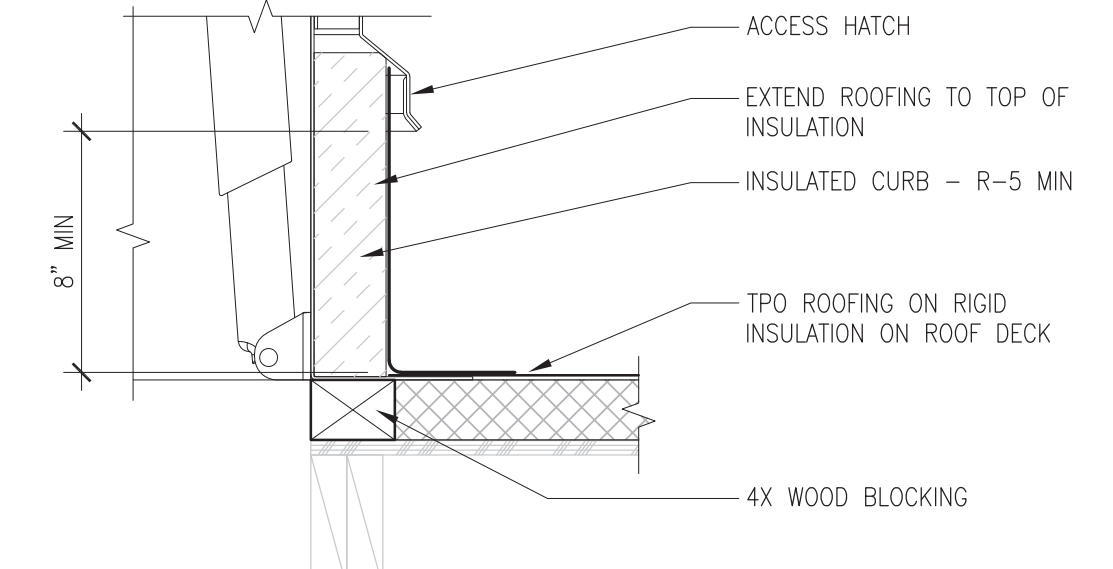 ACCESS HATCH
EXTEND ROOFING TO TOP OF
INSULATION
INSULATED CURB – R–5 MIN
8" MIN
TPO ROOFING ON RIGID
INSULATION ON ROOF DECK
4X WOOD BLOCKING